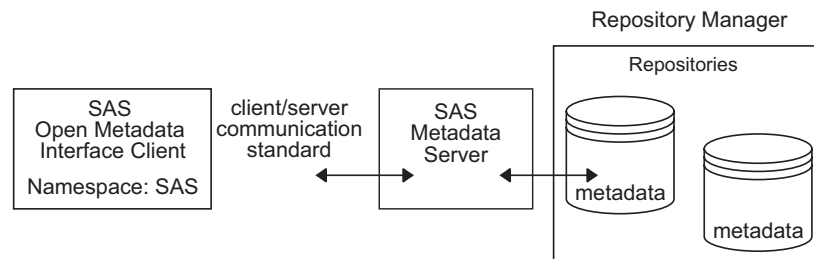 Repository Manager
Repositories
SAS
Open Metadata
Interface Client
Namespace: SAS
client/server
communication
standard
SAS
Metadata
Server
metadata
metadata